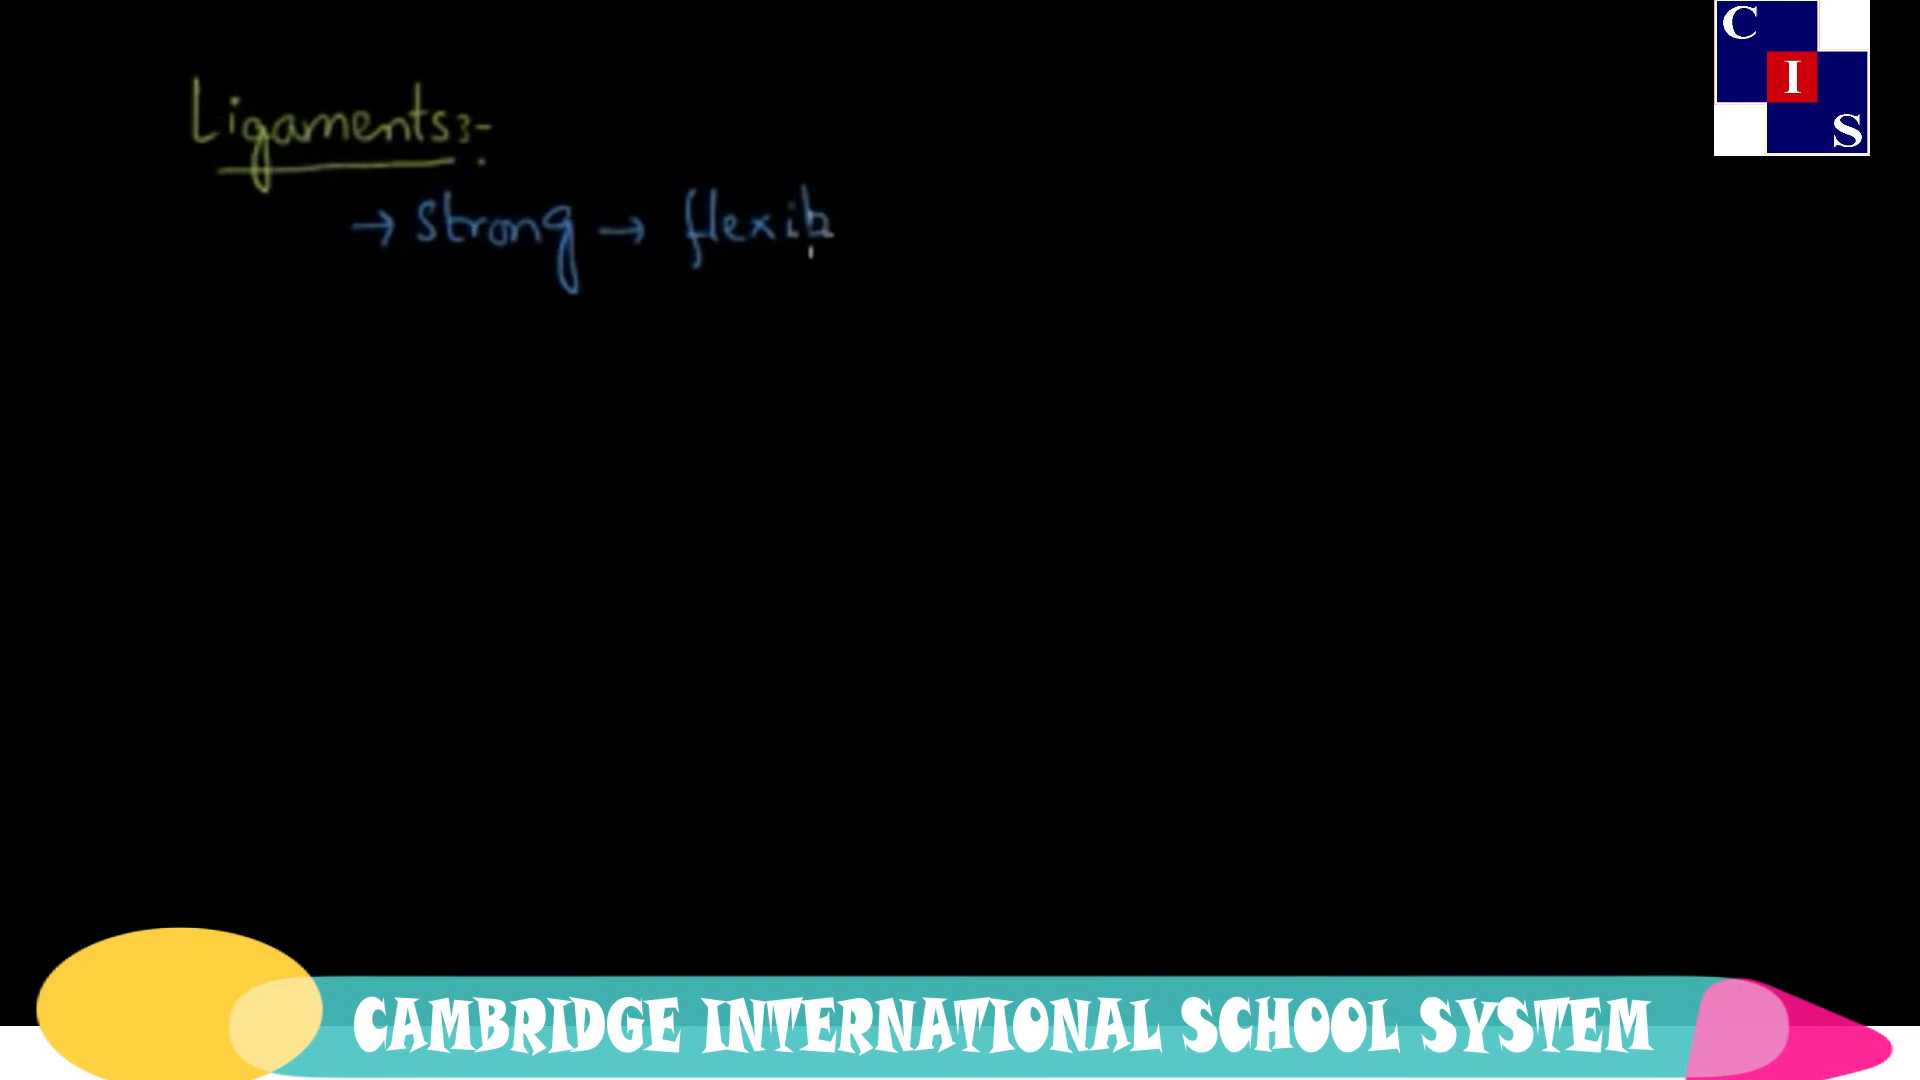 Ligaments:-
→ strong → flexib
C
I
S
CAMBRIDGE INTERNATIONAL SCHOOL SYSTEM